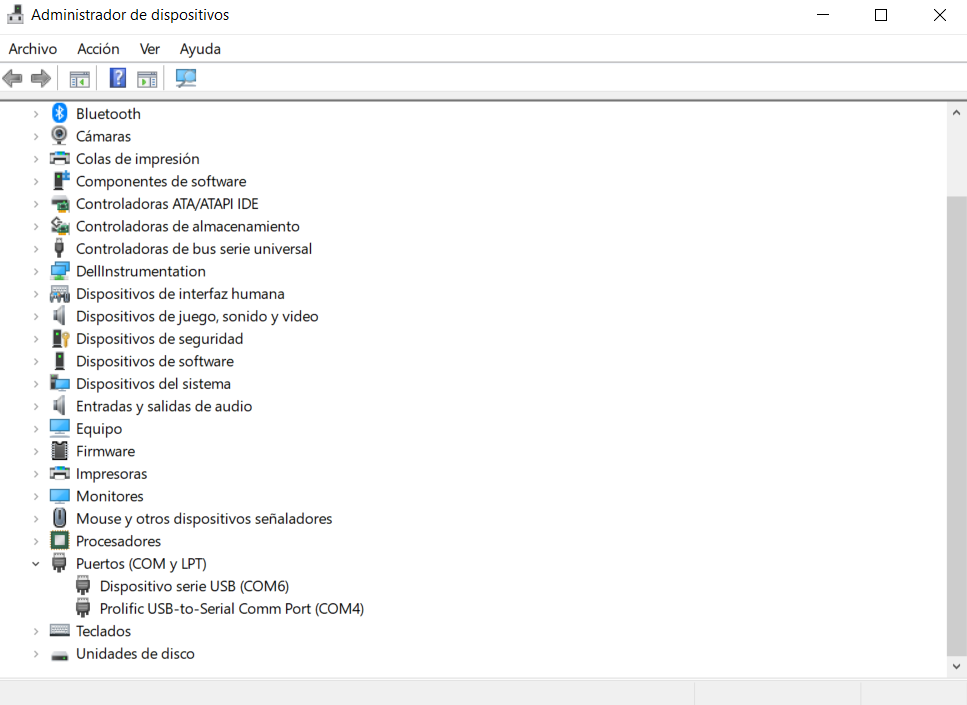 Administrador de dispositivos
Archivo Acción Ver Ayuda
Bluetooth
Cámaras
Colas de impresión
Componentes de software
Controladoras ATA/ATAPI IDE
Controladoras de almacenamiento
Controladoras de bus serie universal
DellInstrumentation
Dispositivos de interfaz humana
Dispositivos de juego, sonido y video
Dispositivos de seguridad
Dispositivos de software
Dispositivos del sistema
Entradas y salidas de audio
Equipo
Firmware
Impresoras
Monitores
Mouse y otros dispositivos señaladores
Procesadores
Puertos (COM y LPT)
Dispositivo serie USB (COM6)
Prolific USB-to-Serial Comm Port (COM4)
Teclados
Unidades de disco